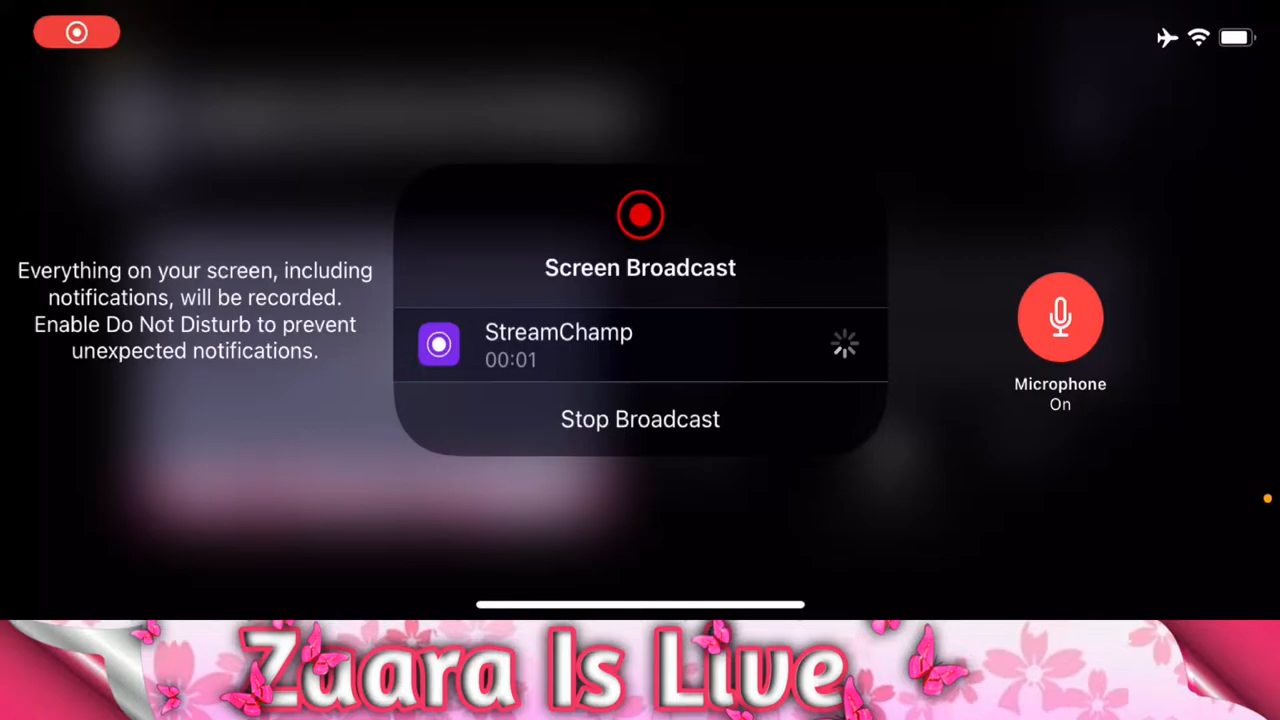 Everything on your screen, including
notifications, will be recorded.
Enable Do Not Disturb to prevent
unexpected notifications.
Screen Broadcast
StreamChamp
00:01
Stop Broadcast
Microphone
On
Zaara Is Live